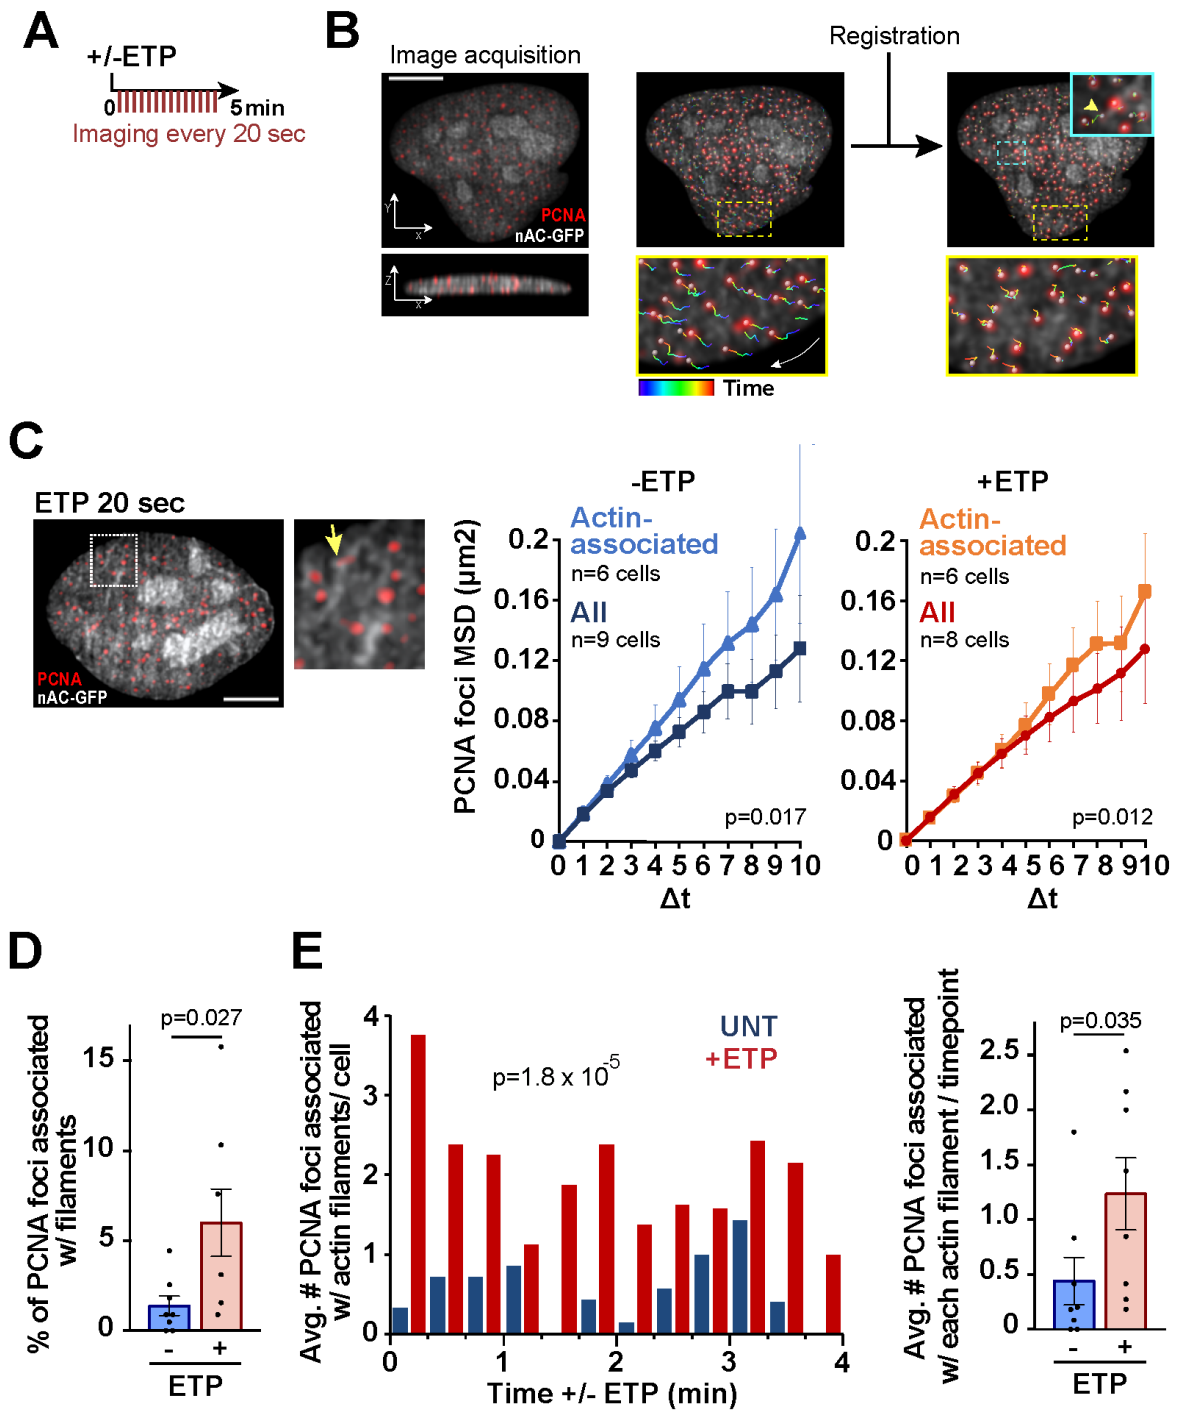 A
+/-ETP
0
5 min
Imaging every 20 sec
B
Image acquisition
Registration
Y
X
PCNA
nAC-GFP
Z
X
Time
C
ETP 20 sec
PCNA
nAC-GFP
-ETP
Actin-
associated
n=6 cells
All
n=9 cells
PCNA foci MSD (µm2)
0.2
0.16
0.12
0.08
0.04
0
p=0.017
0 1 2 3 4 5 6 7 8 9 10
Δt
+ETP
Actin-
associated
n=6 cells
All
n=8 cells
0.2
0.16
0.12
0.08
0.04
0
p=0.012
0 1 2 3 4 5 6 7 8 9 10
Δt
D
% of PCNA foci associated
w/ filaments
p=0.027
15
10
5
0
- +
ETP
E
Avg. # PCNA foci associated
w/ actin filaments/ cell
4
3
2
1
0
UNT
+ETP
p=1.8 x 10-5
0 1 2 3 4
Time +/- ETP (min)
Avg. # PCNA foci associated
w/ each actin filament / timepoint
p=0.035
2.5
2.0
1.5
1.0
0.5
0
- +
ETP